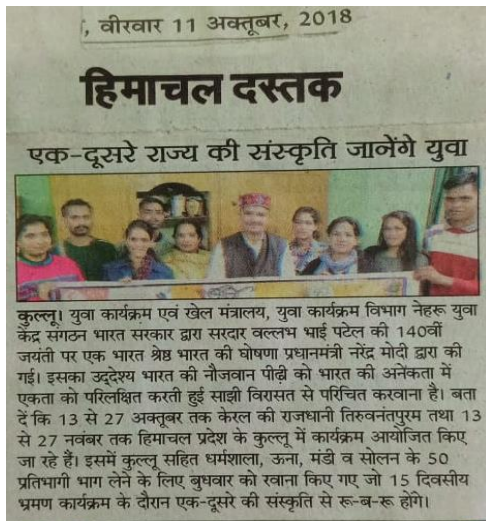 , वीरवार 11 अक्तूबर, 2018
हिमाचल दस्तक
एक-दूसरे राज्य की संस्कृति जानेंगे युवा
कुल्लू। युवा कार्यक्रम एवं खेल मंत्रालय, युवा कार्यक्रम विभाग नेहरू युवा
केंद्र संगठन भारत सरकार द्वारा सरदार वल्लभ भाई पटेल की 140वीं
जयंती पर एक भारत श्रेष्ठ भारत की घोषणा प्रधानमंत्री नरेंद्र मोदी द्वारा की
गई। इसका उद्देश्य भारत की नौजवान पीढ़ी को भारत की अनेकता में
एकता को परिलक्षित करती हुई साझी विरासत से परिचित करवाना है। बता
दें कि 13 से 27 अक्तूबर तक केरल की राजधानी तिरुवनंतपुरम तथा 13
से 27 नवंबर तक हिमाचल प्रदेश के कुल्लू में कार्यक्रम आयोजित किए
जा रहे हैं। इसमें कुल्लू सहित धर्मशाला, ऊना, मंडी व सोलन के 50
प्रतिभागी भाग लेने के लिए बुधवार को रवाना किए गए जो 15 दिवसीय
भ्रमण कार्यक्रम के दौरान एक-दूसरे की संस्कृति से रू-ब-रू होंगे।